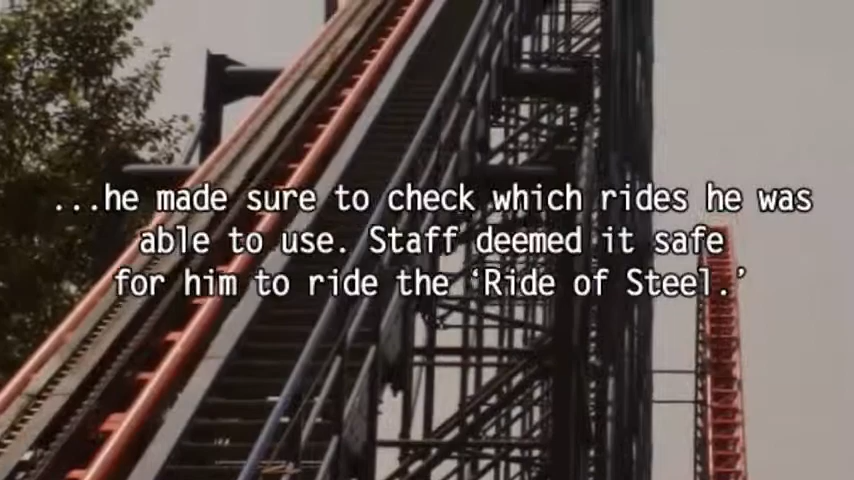 ...he made sure to check which rides he was
able to use. Staff deemed it safe
for him to ride the ‘Ride of Steel.’